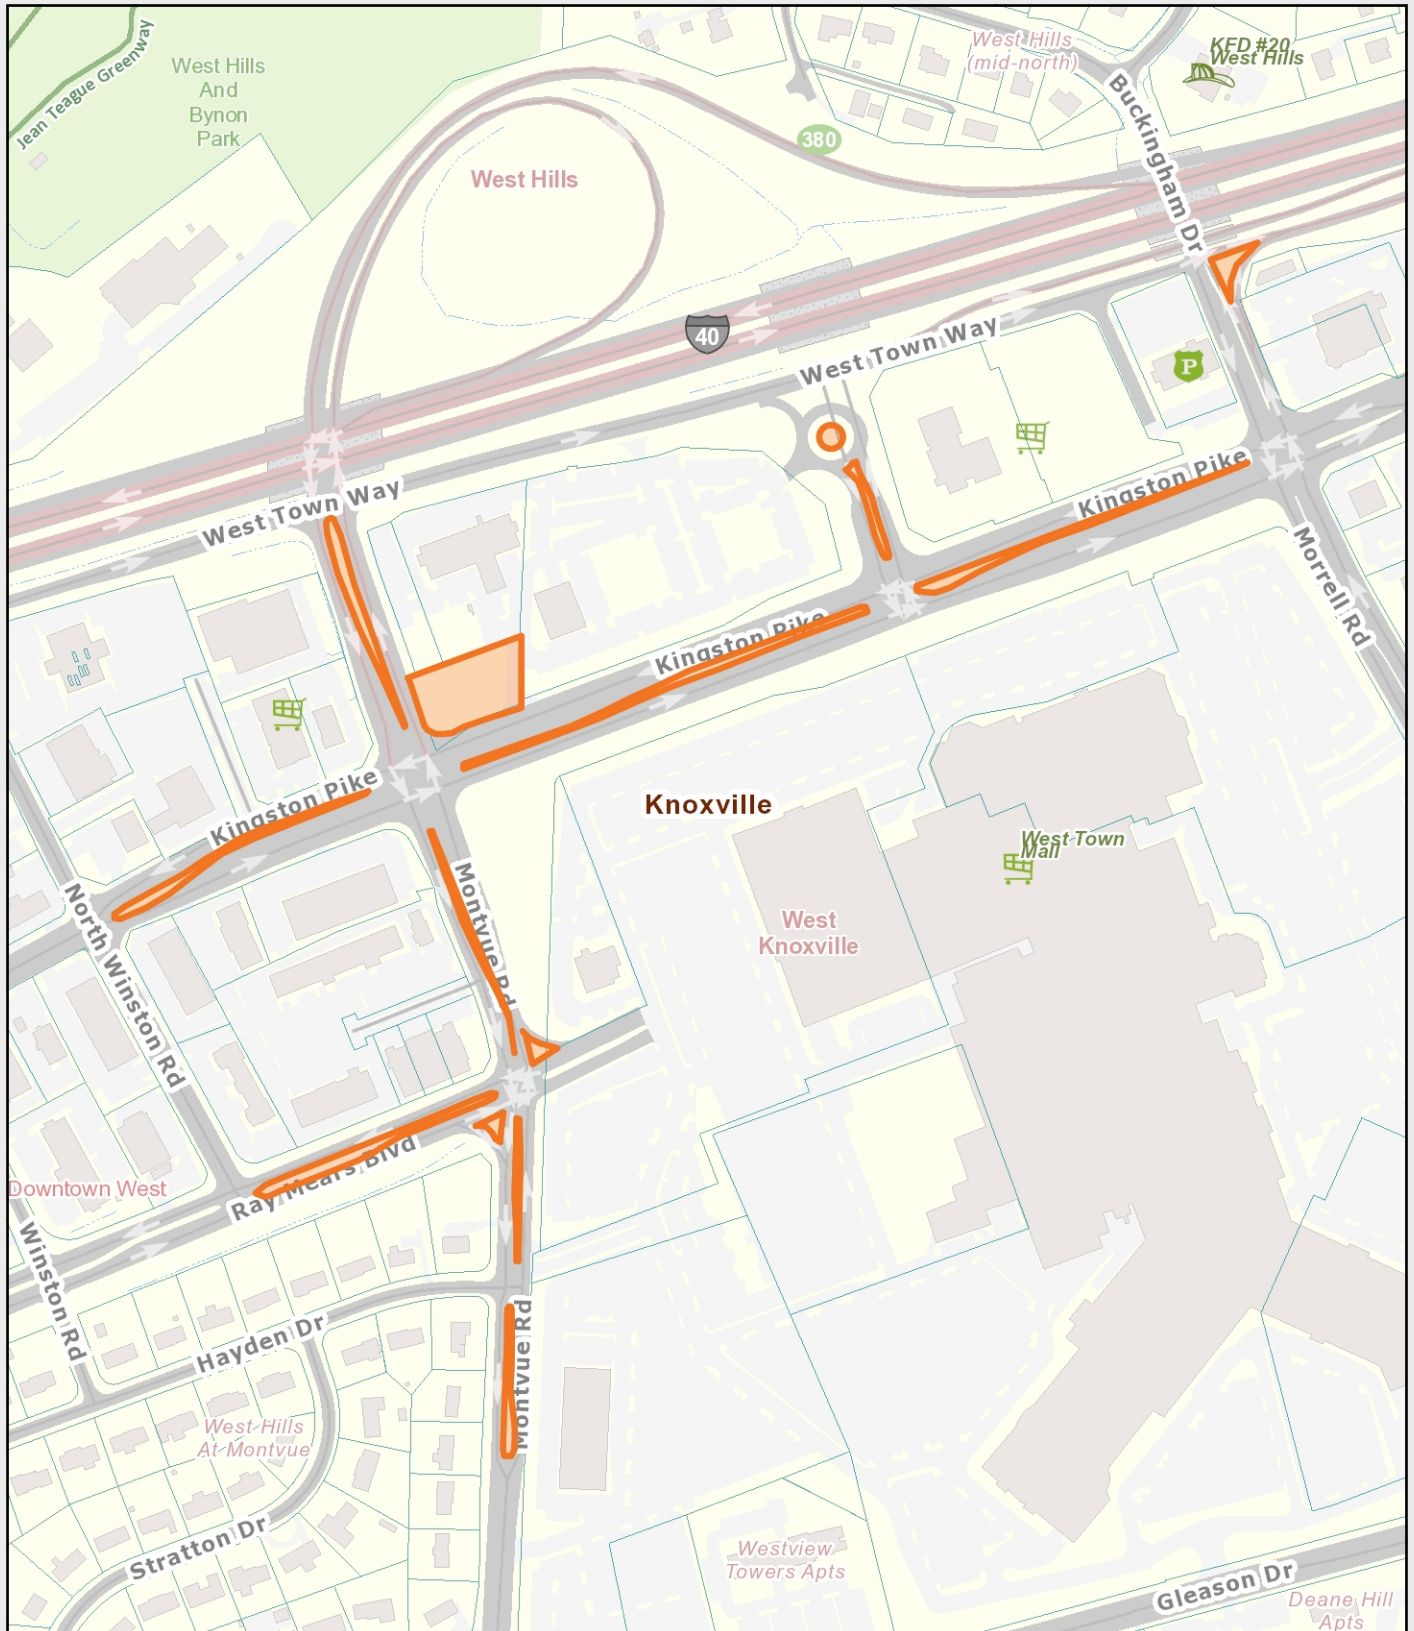 Jean Teague Greenway
West Hills
And
Bynon
Park
West Hills
(mid-north)
KFD #20
West Hills
Buckingham Dr
380
West Hills
40
West Town Way
P
West Town Way
Kingston Pike
Morrell Rd
Kingston Pike
Kingston Pike
Knoxville
West Town
Mall
West
Knoxville
Montvue Rd
North Winston Rd
Downtown West
Ray Mears Blvd
Winston Rd
Hayden Dr
Montvue Rd
West Hills
At Montvue
Stratton Dr
Westview
Towers Apts
Gleason Dr
Deane Hill
Apts